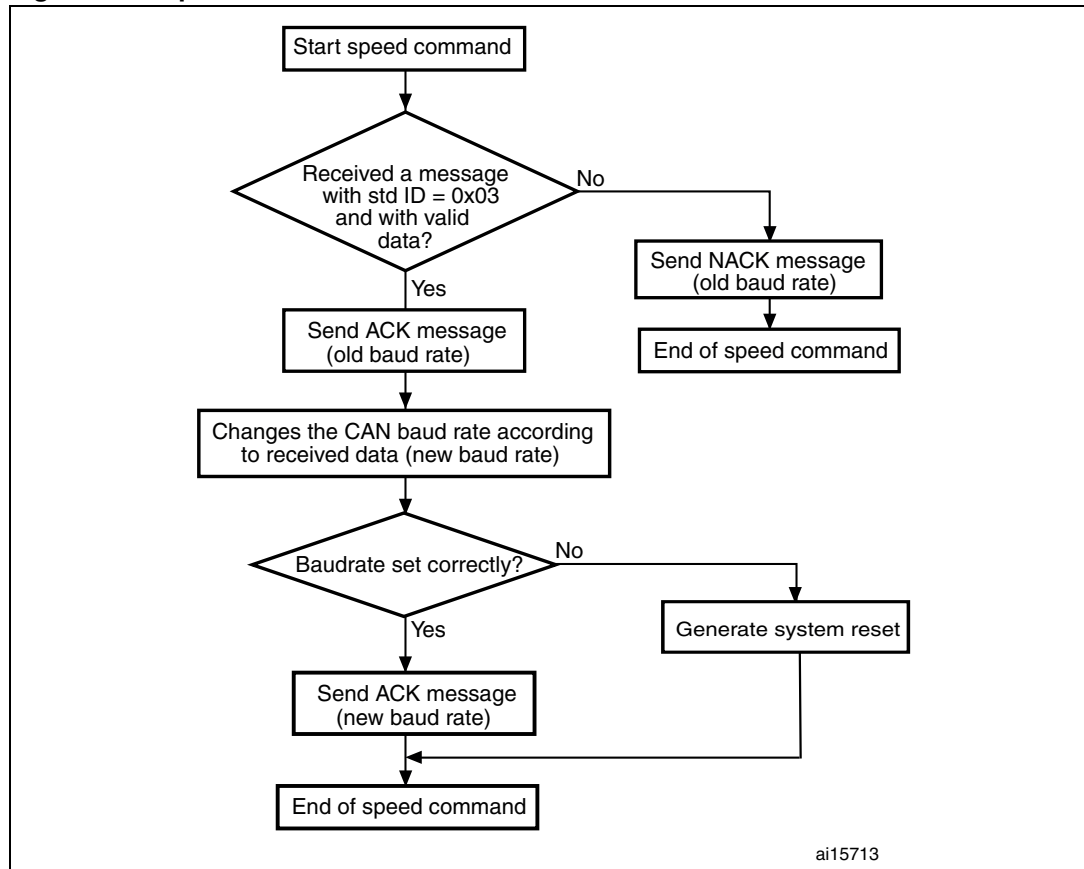 Start speed command
Received a message
with std ID = 0x03
and with valid
data?
No
Yes
Send NACK message
(old baud rate)
End of speed command
Send ACK message
(old baud rate)
Changes the CAN baud rate according
to received data (new baud rate)
Baudrate set correctly?
No
Yes
Generate system reset
Send ACK message
(new baud rate)
End of speed command
ai15713